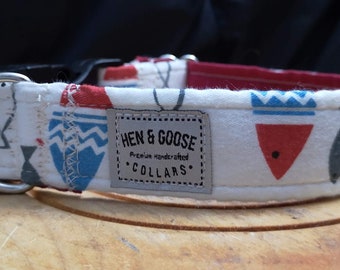 HEN & GOOSE
Premium Handcrafted
COLLARS